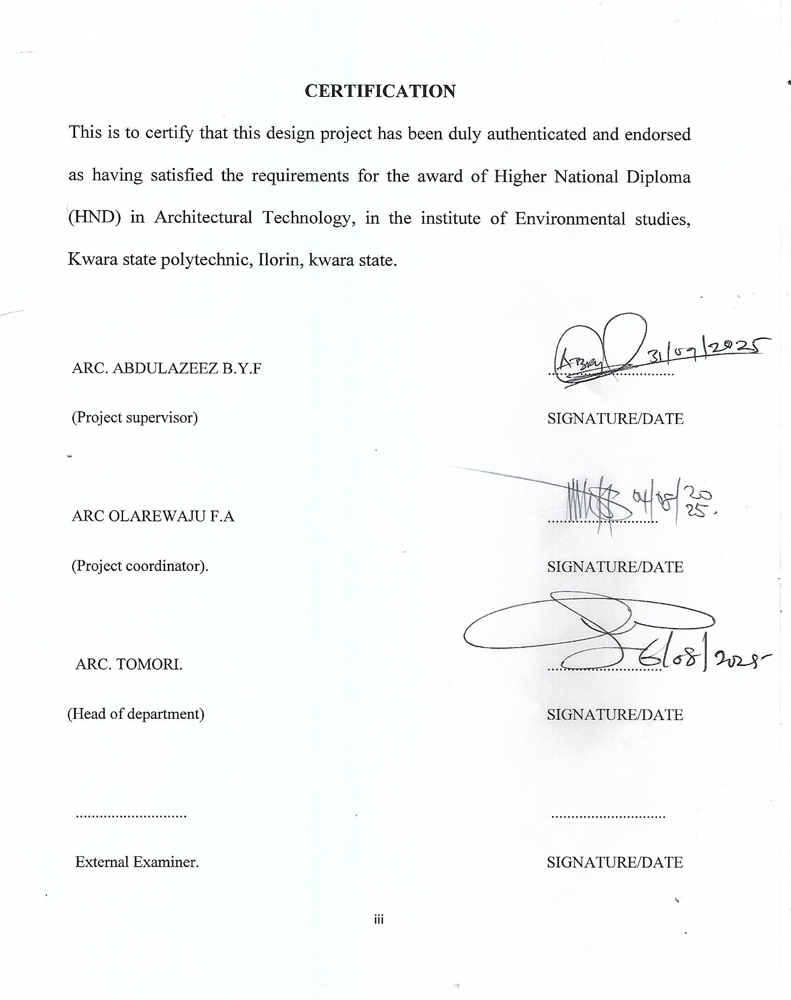 CERTIFICATION
This is to certify that this design project has been duly authenticated and endorsed
as having satisfied the requirements for the award of Higher National Diploma
(HND) in Architectural Technology, in the institute of Environmental studies,
Kwara state polytechnic, Ilorin, kwara state.
ARC. ABDULAZEEZ B.Y.F
31/07/2025
(Project supervisor) SIGNATURE/DATE
ARC OLAREWAJU F.A
04/08/20
25.
(Project coordinator). SIGNATURE/DATE
ARC. TOMORI.
6/08/2025
(Head of department) SIGNATURE/DATE
........................... ............................
External Examiner. SIGNATURE/DATE
iii